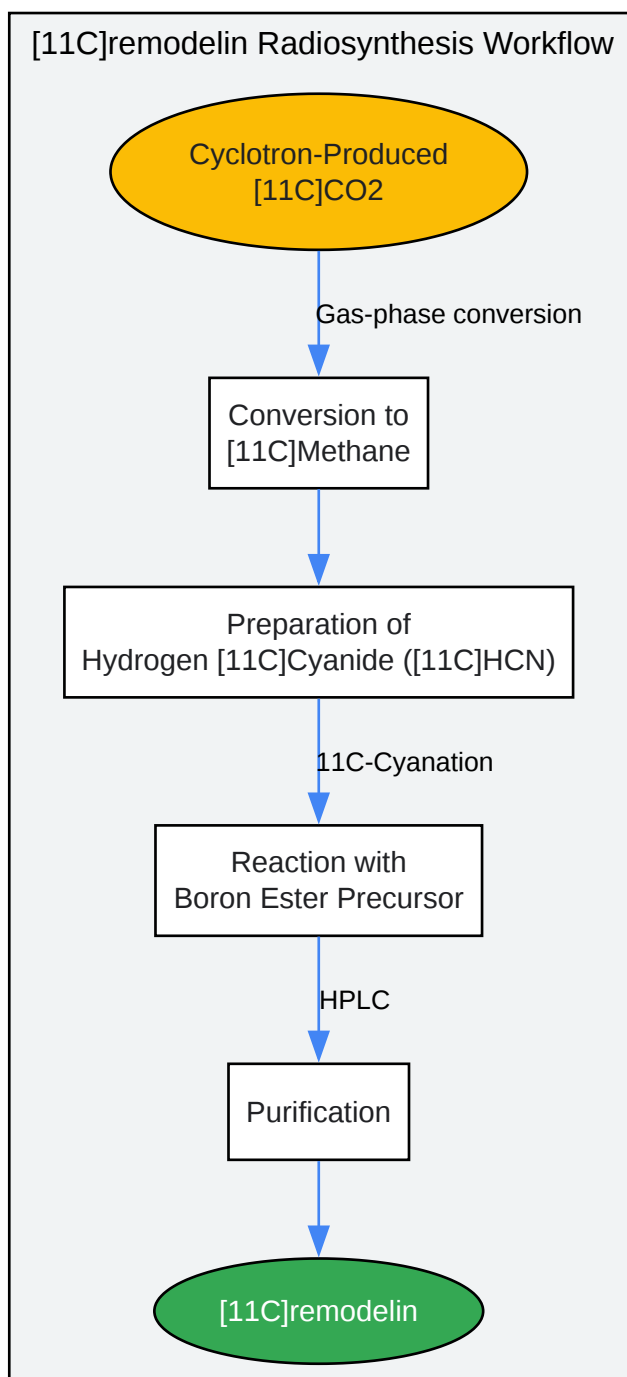 [11C]remodelin Radiosynthesis Workflow
Cyclotron-Produced
[11C]CO2
Gas-phase conversion
Conversion to
[11C]Methane
Preparation of
Hydrogen [11C]Cyanide ([11C]HCN)
11C-Cyanation
Reaction with
Boron Ester Precursor
HPLC
Purification
[11C]remodelin